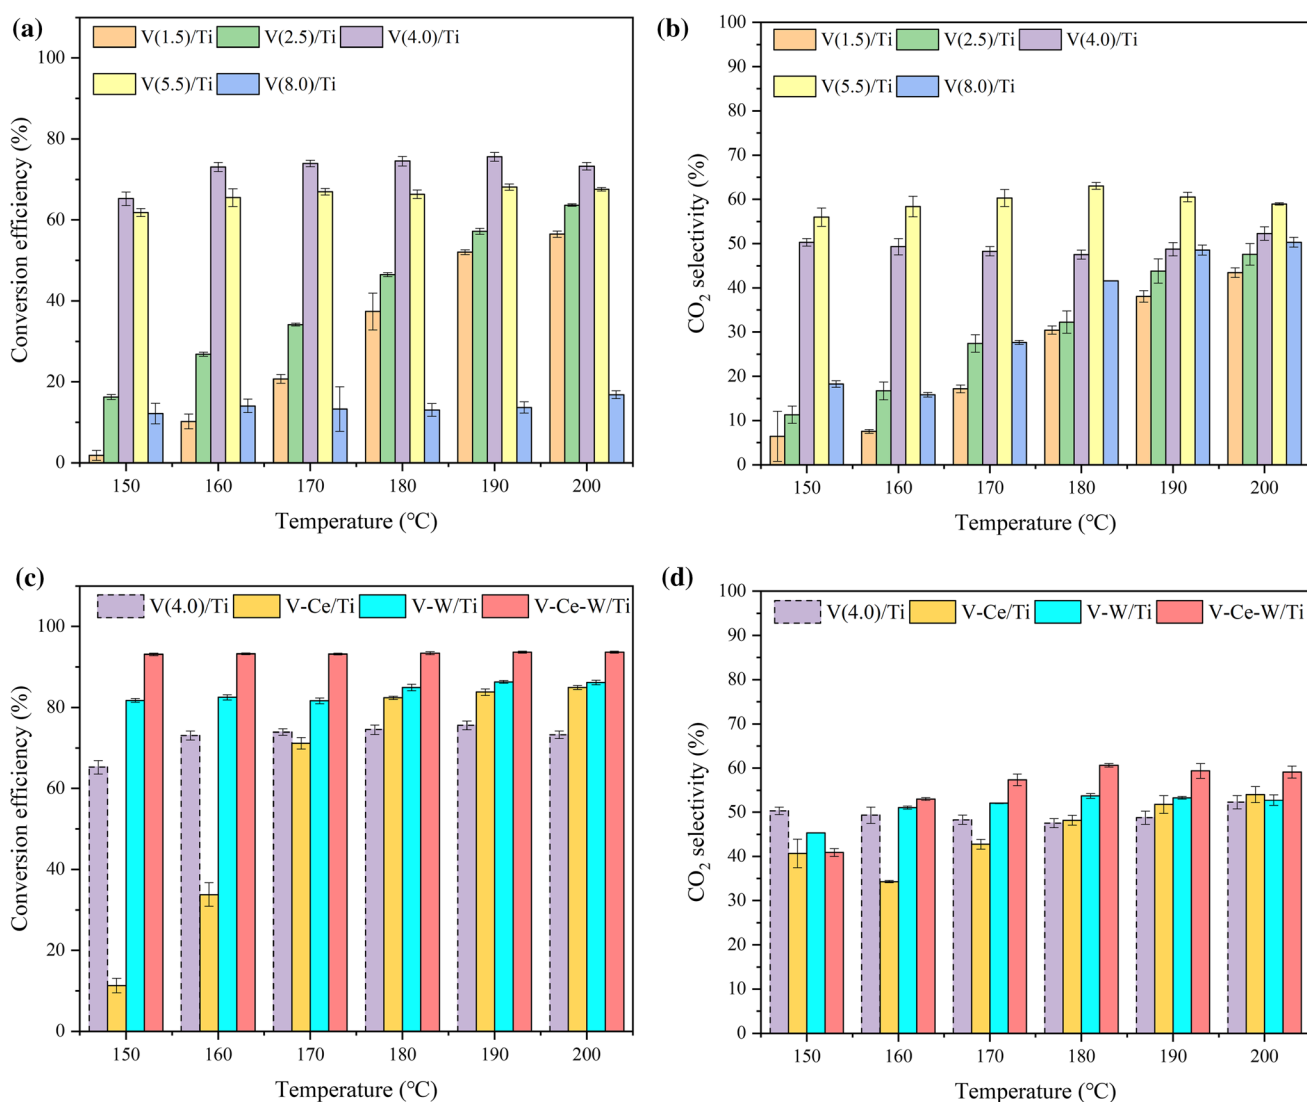 (a)
V(1.5)/Ti V(2.5)/Ti V(4.0)/Ti
V(5.5)/Ti V(8.0)/Ti
100
80
60
40
20
0
Conversion efficiency (%)
150 160 170 180 190 200
Temperature (℃)
(b)
V(1.5)/Ti V(2.5)/Ti V(4.0)/Ti
V(5.5)/Ti V(8.0)/Ti
100
90
80
70
60
50
40
30
20
10
0
CO₂ selectivity (%)
150 160 170 180 190 200
Temperature (℃)
(c)
V(4.0)/Ti V-Ce/Ti V-W/Ti V-Ce-W/Ti
100
80
60
40
20
0
Conversion efficiency (%)
150 160 170 180 190 200
Temperature (℃)
(d)
V(4.0)/Ti V-Ce/Ti V-W/Ti V-Ce-W/Ti
100
90
80
70
60
50
40
30
20
10
0
CO₂ selectivity (%)
150 160 170 180 190 200
Temperature (℃)